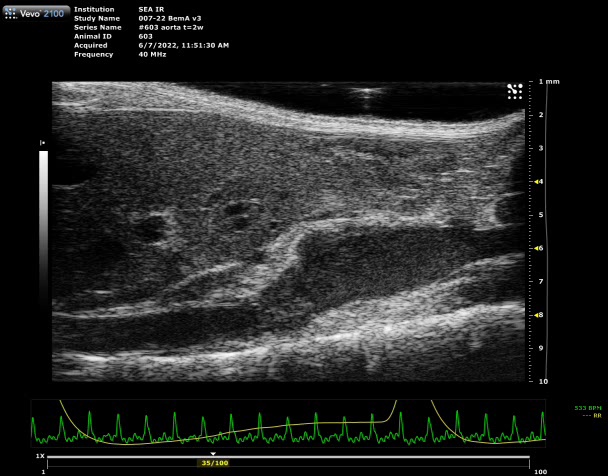 Vevo 2100
Institution SEA IR
Study Name 007-22 BemA v3
Series Name #603 aorta t=2w
Animal ID 603
Acquired 6/7/2022, 11:51:30 AM
Frequency 40 MHz
1 mm
2
3
4
5
6
7
8
9
10
533 BPM
--- RR
1X
35/100
1
100